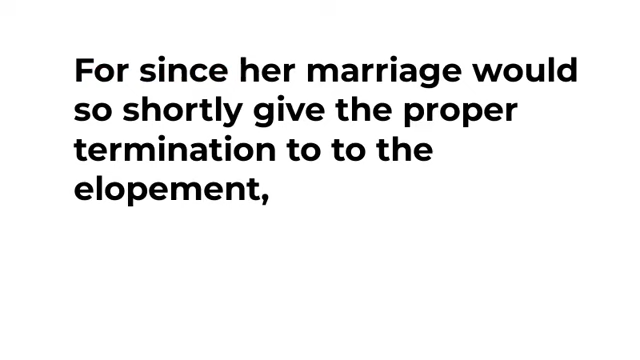 For since her marriage would
so shortly give the proper
termination to to the
elopement,